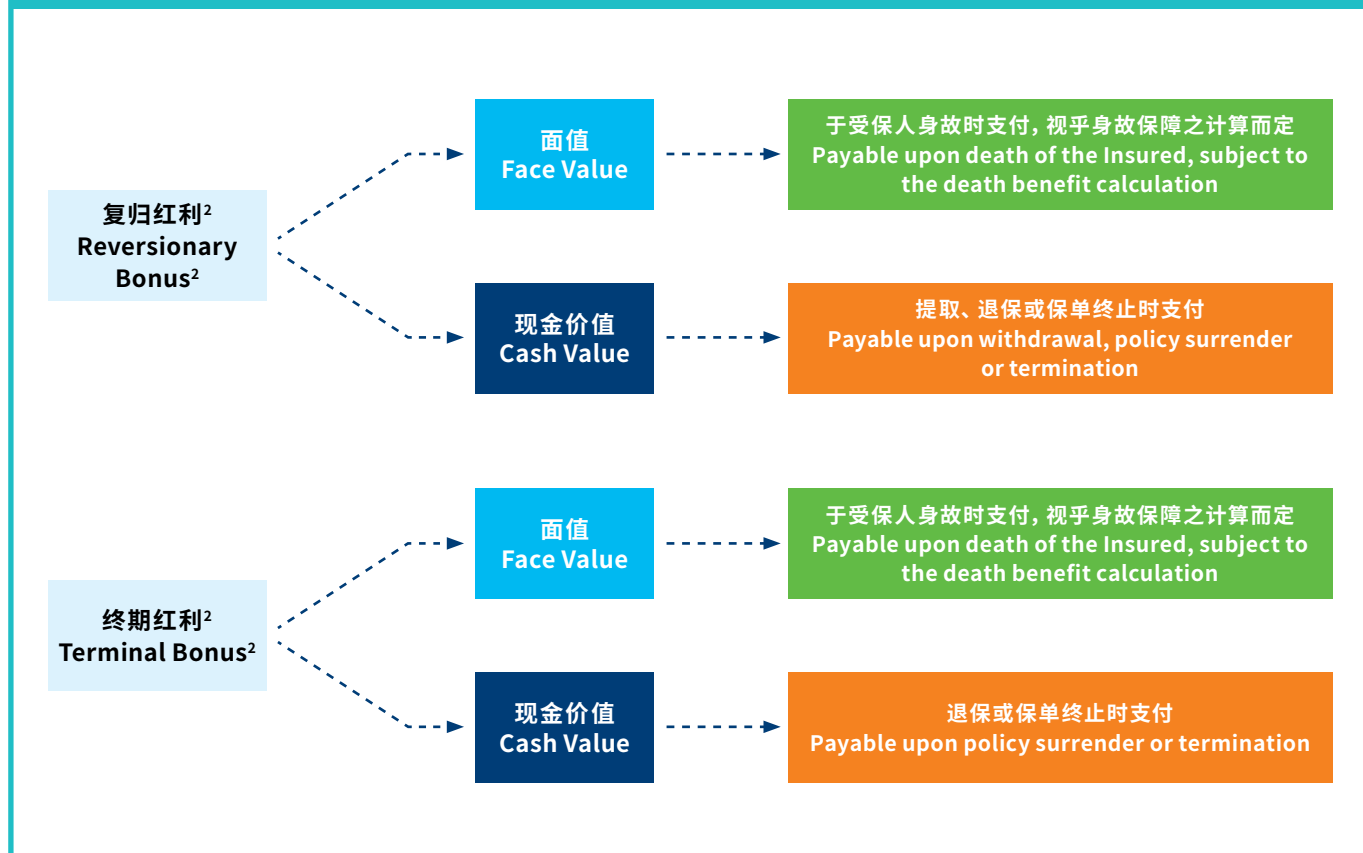 复归红利²
Reversionary
Bonus²
面值
Face Value
于受保人身故时支付, 视乎身故保障之计算而定
Payable upon death of the Insured, subject to
the death benefit calculation
现金价值
Cash Value
提取、退保或保单终止时支付
Payable upon withdrawal, policy surrender
or termination
终期红利²
Terminal Bonus²
面值
Face Value
于受保人身故时支付, 视乎身故保障之计算而定
Payable upon death of the Insured, subject to
the death benefit calculation
现金价值
Cash Value
退保或保单终止时支付
Payable upon policy surrender or termination